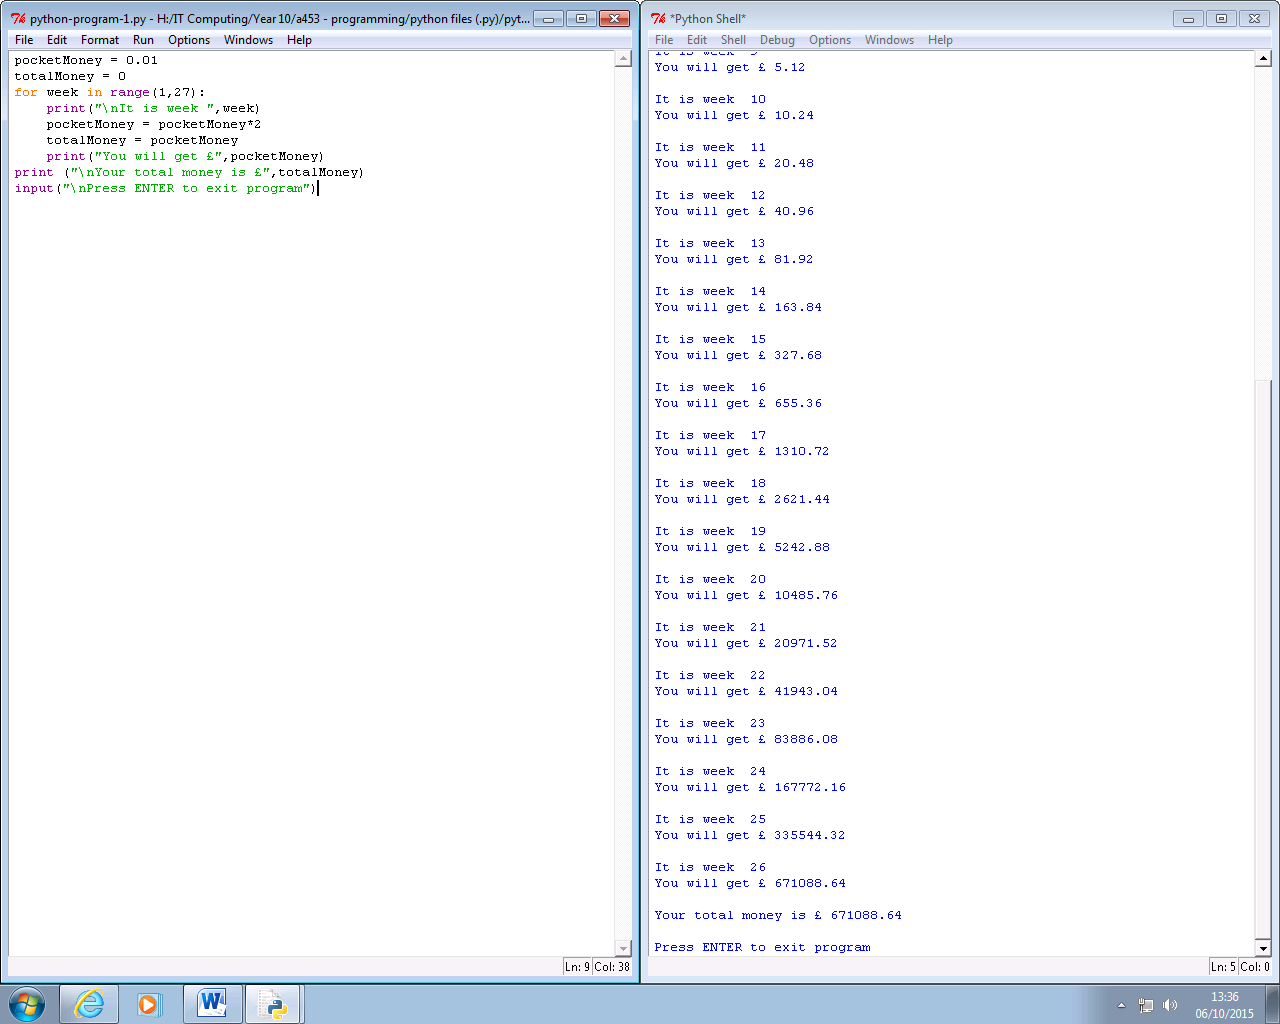 python-program-1.py - H:/IT Computing/Year 10/a453 - programming/python files (.py)/pyt...
File Edit Format Run Options Windows Help
pocketMoney = 0.01
totalMoney = 0
for week in range(1,27):
    print("\nIt is week ",week)
    pocketMoney = pocketMoney*2
    totalMoney = pocketMoney
    print("You will get £",pocketMoney)
print ("\nYour total money is £",totalMoney)
input("\nPress ENTER to exit program")
Ln: 9 Col: 38
*Python Shell*
File Edit Shell Debug Options Windows Help
It is week  9
You will get £ 5.12
It is week  10
You will get £ 10.24
It is week  11
You will get £ 20.48
It is week  12
You will get £ 40.96
It is week  13
You will get £ 81.92
It is week  14
You will get £ 163.84
It is week  15
You will get £ 327.68
It is week  16
You will get £ 655.36
It is week  17
You will get £ 1310.72
It is week  18
You will get £ 2621.44
It is week  19
You will get £ 5242.88
It is week  20
You will get £ 10485.76
It is week  21
You will get £ 20971.52
It is week  22
You will get £ 41943.04
It is week  23
You will get £ 83886.08
It is week  24
You will get £ 167772.16
It is week  25
You will get £ 335544.32
It is week  26
You will get £ 671088.64
Your total money is £ 671088.64
Press ENTER to exit program
Ln: 5 Col: 0
13:36
06/10/2015